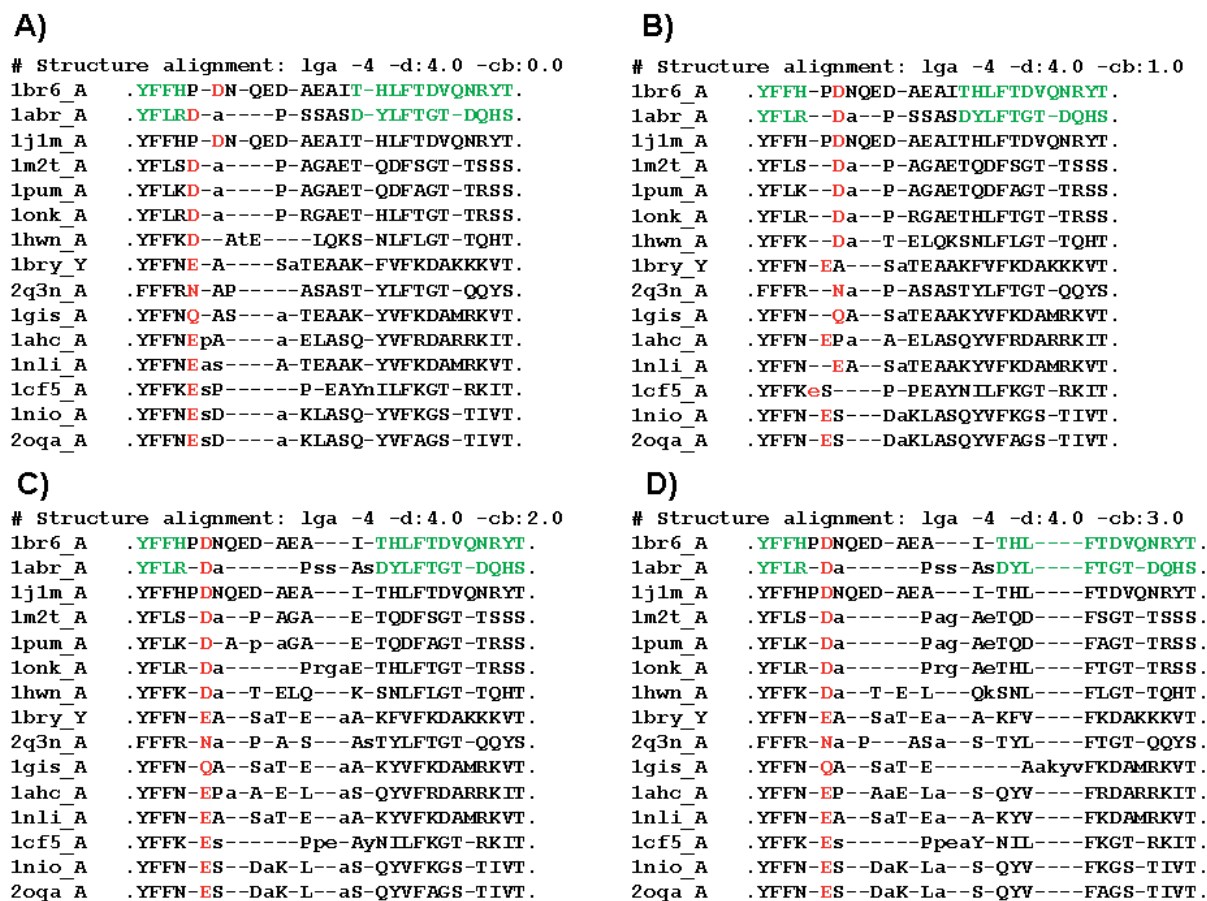 A)
# Structure alignment: lga -4 -d:4.0 -cb:0.0
1br6_A .YFFHP-DN-QED-AEAIT-HLFTDVQNRYT.
1abr_A .YFLRD-a----P-SSASD-YLFTGT-DQHS.
1j1m_A .YFFHP-DN-QED-AEAIT-HLFTDVQNRYT.
1m2t_A .YFLSD-a----P-AGAET-QDFSGT-TSSS.
1pum_A .YFLKD-a----P-AGAET-QDFAGT-TRSS.
1onk_A .YFLRD-a----P-RGAET-HLFTGT-TRSS.
1hwn_A .YFFKD--AtE----LQKS-NLFLGT-TQHT.
1bry_Y .YFFNE-A----SaTEAAK-FVFKDAKKKVT.
2q3n_A .FFFRN-AP----ASAST-YLFTGT-QQYS.
1gis_A .YFFNQ-AS----a-TEAAK-YVFKDAMRKVT.
1ahc_A .YFFNEpA----a-ELASQ-YVFRDARRKIT.
1nli_A .YFFNEas----A-TEAAK-YVFKDAMRKVT.
1cf5_A .YFFKEsP----P-EAYnILFKGT-RKIT.
1nio_A .YFFNEsD----a-KLASQ-YVFKGS-TIVT.
2oqa_A .YFFNEsD----a-KLASQ-YVFAGS-TIVT.
B)
# Structure alignment: lga -4 -d:4.0 -cb:1.0
1br6_A .YFFH-PDNQED-AEAITHLFTDVQNRYT.
1abr_A .YFLR--Da--P-SSASDYLFTGT-DQHS.
1j1m_A .YFFH-PDNQED-AEAITHLFTDVQNRYT.
1m2t_A .YFLS--Da--P-AGAETQDFSGT-TSSS.
1pum_A .YFLK--Da--P-AGAETQDFAGT-TRSS.
1onk_A .YFLR--Da--P-RGAETHLFTGT-TRSS.
1hwn_A .YFFK--Da--T-ELQKSNLFLGT-TQHT.
1bry_Y .YFFN-EA--SaTEAAKFVFKDAKKKVT.
2q3n_A .FFFR--Na--P-ASASTYLFTGT-QQYS.
1gis_A .YFFN--QA--SaTEAAKYVFKDAMRKVT.
1ahc_A .YFFN-EPa--a-ELASQYVFRDARRKIT.
1nli_A .YFFN--EA--SaTEAAKYVFKDAMRKVT.
1cf5_A .YFFKeS----P-PEAYNILFKGT-RKIT.
1nio_A .YFFN-ES---DaKLASQYVFKGS-TIVT.
2oqa_A .YFFN-ES---DaKLASQYVFAGS-TIVT.
C)
# Structure alignment: lga -4 -d:4.0 -cb:2.0
1br6_A .YFFHPDNQED-AEA---I-THLFTDVQNRYT.
1abr_A .YFLR-Da------Pss-AsDYLFTGT-DQHS.
1j1m_A .YFFHPDNQED-AEA---I-THLFTDVQNRYT.
1m2t_A .YFLS-Da--P-AGA---E-TQDFSGT-TSSS.
1pum_A .YFLK-D-A-p-aGA---E-TQDFAGT-TRSS.
1onk_A .YFLR-Da------PrgaETHLFTGT-TRSS.
1hwn_A .YFFK-Da--T-ELQ---K-SNLFLGT-TQHT.
1bry_Y .YFFN-EA--SaT-E--aA-KFVFKDAKKKVT.
2q3n_A .FFFR-Na--P-A-S---AsTYLFTGT-QQYS.
1gis_A .YFFN-QA--SaT-E--aA-KYVFKDAMRKVT.
1ahc_A .YFFN-EPa-A-E-L--aS-QYVFRDARRKIT.
1nli_A .YFFN-EA--SaT-E--aA-KYVFKDAMRKVT.
1cf5_A .YFFK-Es------Ppe-AyNILFKGT-RKIT.
1nio_A .YFFN-ES--DaK-L--aS-QYVFKGS-TIVT.
2oqa_A .YFFN-ES--DaK-L--aS-QYVFAGS-TIVT.
D)
# Structure alignment: lga -4 -d:4.0 -cb:3.0
1br6_A .YFFHPDNQED-AEA---I-THL----FTDVQNRYT.
1abr_A .YFLR-Da------Pss-AsDYL----FTGT-DQHS.
1j1m_A .YFFHPDNQED-AEA---I-THL----FTDVQNRYT.
1m2t_A .YFLS-Da------Pag-AeTQD----FSGT-TSSS.
1pum_A .YFLK-Da------Pag-AeTQD----FAGT-TRSS.
1onk_A .YFLR-Da------Prg-AeTHL----FTGT-TRSS.
1hwn_A .YFFK-Da--T-E-L---QkSNL----FLGT-TQHT.
1bry_Y .YFFN-EA--SaT-Ea--A-KFV----FKDAKKKVT.
2q3n_A .FFFR-Na-P---ASa--S-TYL----FTGT-QQYS.
1gis_A .YFFN-QA--SaT-E-------AakyvFKDAMRKVT.
1ahc_A .YFFN-EP--AaE-La--S-QYV----FRDARRKIT.
1nli_A .YFFN-EA--SaT-Ea--A-KYV----FKDAMRKVT.
1cf5_A .YFFK-Es------PpeaY-NIL----FKGT-RKIT.
1nio_A .YFFN-ES--DaK-La--S-QYV----FKGS-TIVT.
2oqa_A .YFFN-ES--DaK-La--S-QYV----FAGS-TIVT.